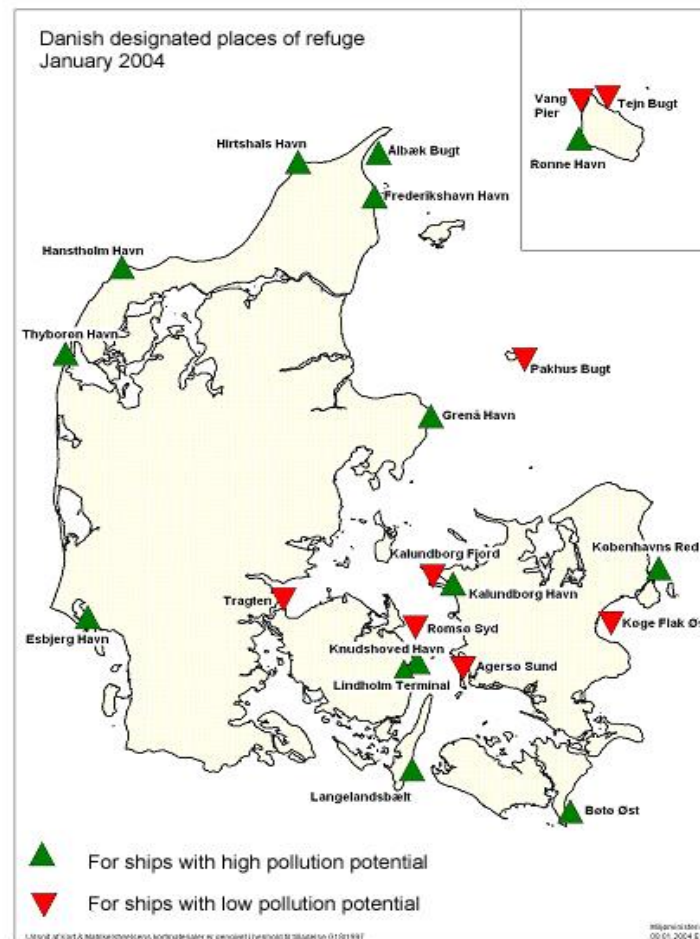 Danish designated places of refuge
January 2004
Vang
Pier
Tejn Bugt
Rønne Havn
Hirtshals Havn
Ålbæk Bugt
Frederikshavn Havn
Hanstholm Havn
Thyborøn Havn
Pakhus Bugt
Grenå Havn
Kalundborg Fjord
Københavns Red
Kalundborg Havn
Tragten
Romsø Syd
Køge Flak Øs
Esbjerg Havn
Knudshoved Havn
Agersø Sund
Lindholm Terminal
Langelandsbælt
Bøtø Øst
For ships with high pollution potential
For ships with low pollution potential